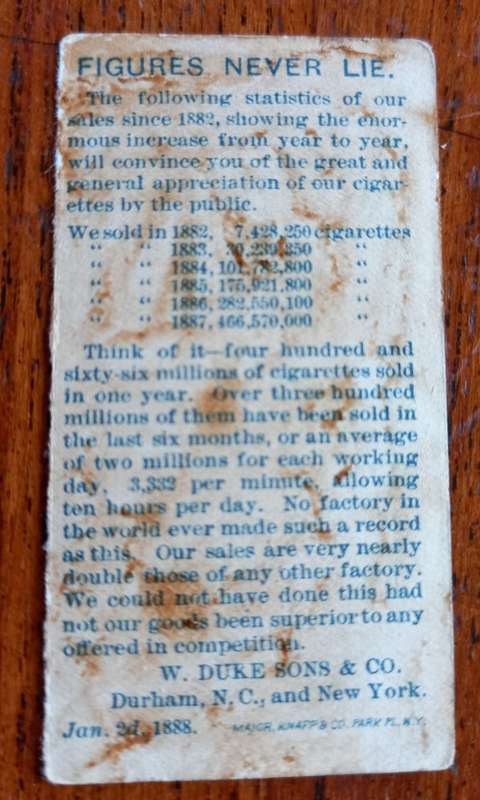 FIGURES NEVER LIE.
The following statistics of our
sales since 1882, showing the enor-
mous increase from year to year,
will convince you of the great and
general appreciation of our cigar-
ettes by the public.
We sold in 1882, 7,428,250 cigarettes
“ “ 1883, “
“ “ 1884, 101,782,800 “
“ “ 1885, 175,921,800 “
“ “ 1886, 282,550,100 “
“ “ 1887, 466,570,000 “
Think of it—four hundred and
sixty-six millions of cigarettes sold
in one year. Over three hundred
millions of them have been sold in
the last six months, or an average
of two millions for each working
day, 3,332 per minute, allowing
ten hours per day. No factory in
the world ever made such a record
as this. Our sales are very nearly
double those of any other factory.
We could not have done this had
not our goods been superior to any
offered in competition.
W. DUKE SONS & CO.
Durham, N. C., and New York.
Jan. 2d, 1888. MAJOR, KNAPP & CO. PARK PL. N.Y.